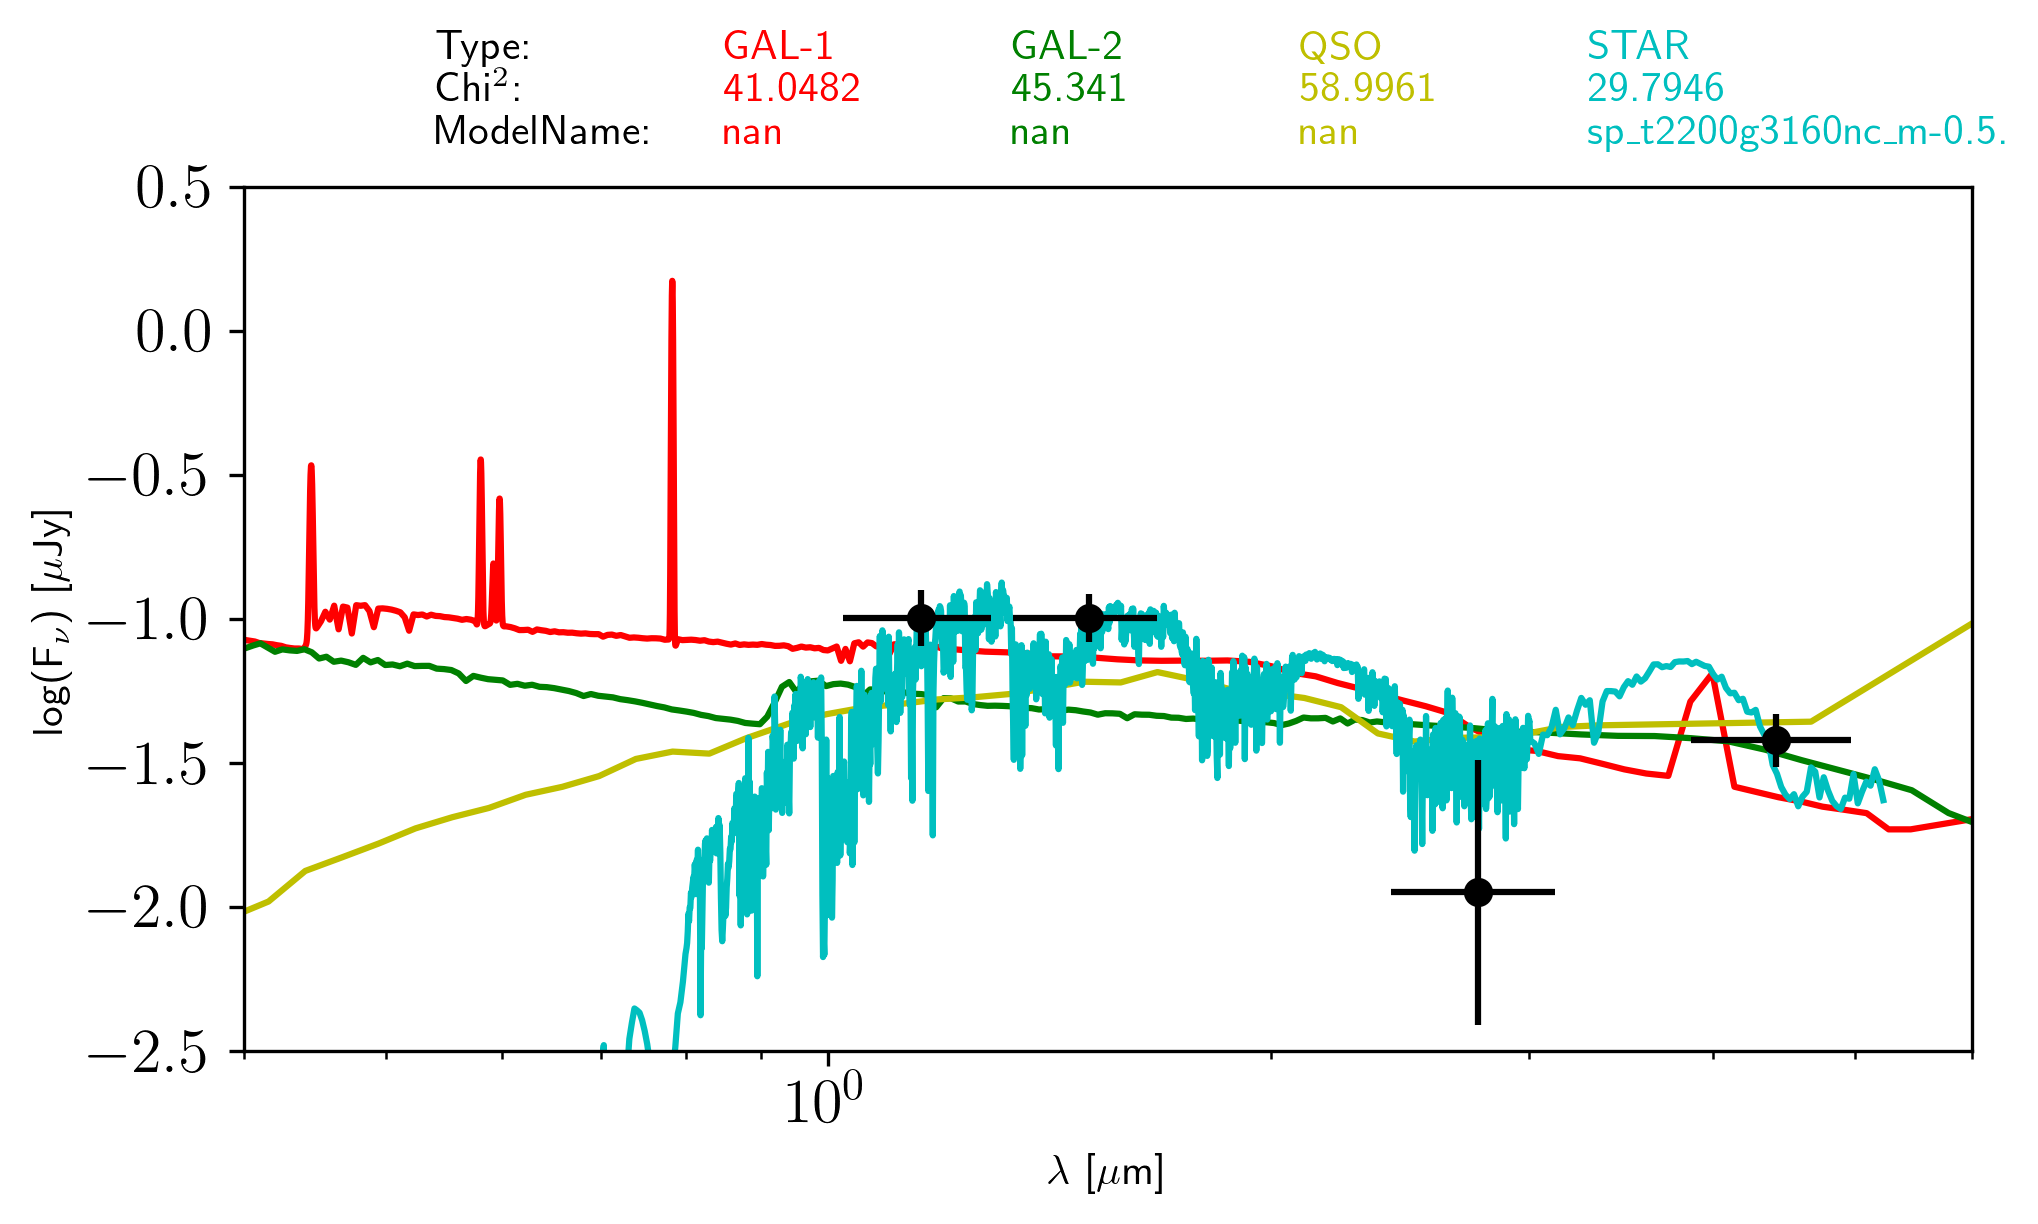 Type: GAL-1 GAL-2 QSO STAR
Chi²: 41.0482 45.341 58.9961 29.7946
ModelName: nan nan nan sp_t2200g3160nc_m-0.5.
0.5
0.0
−0.5
−1.0
−1.5
−2.0
−2.5
log(Fν) [μJy]
10⁰
λ [μm]